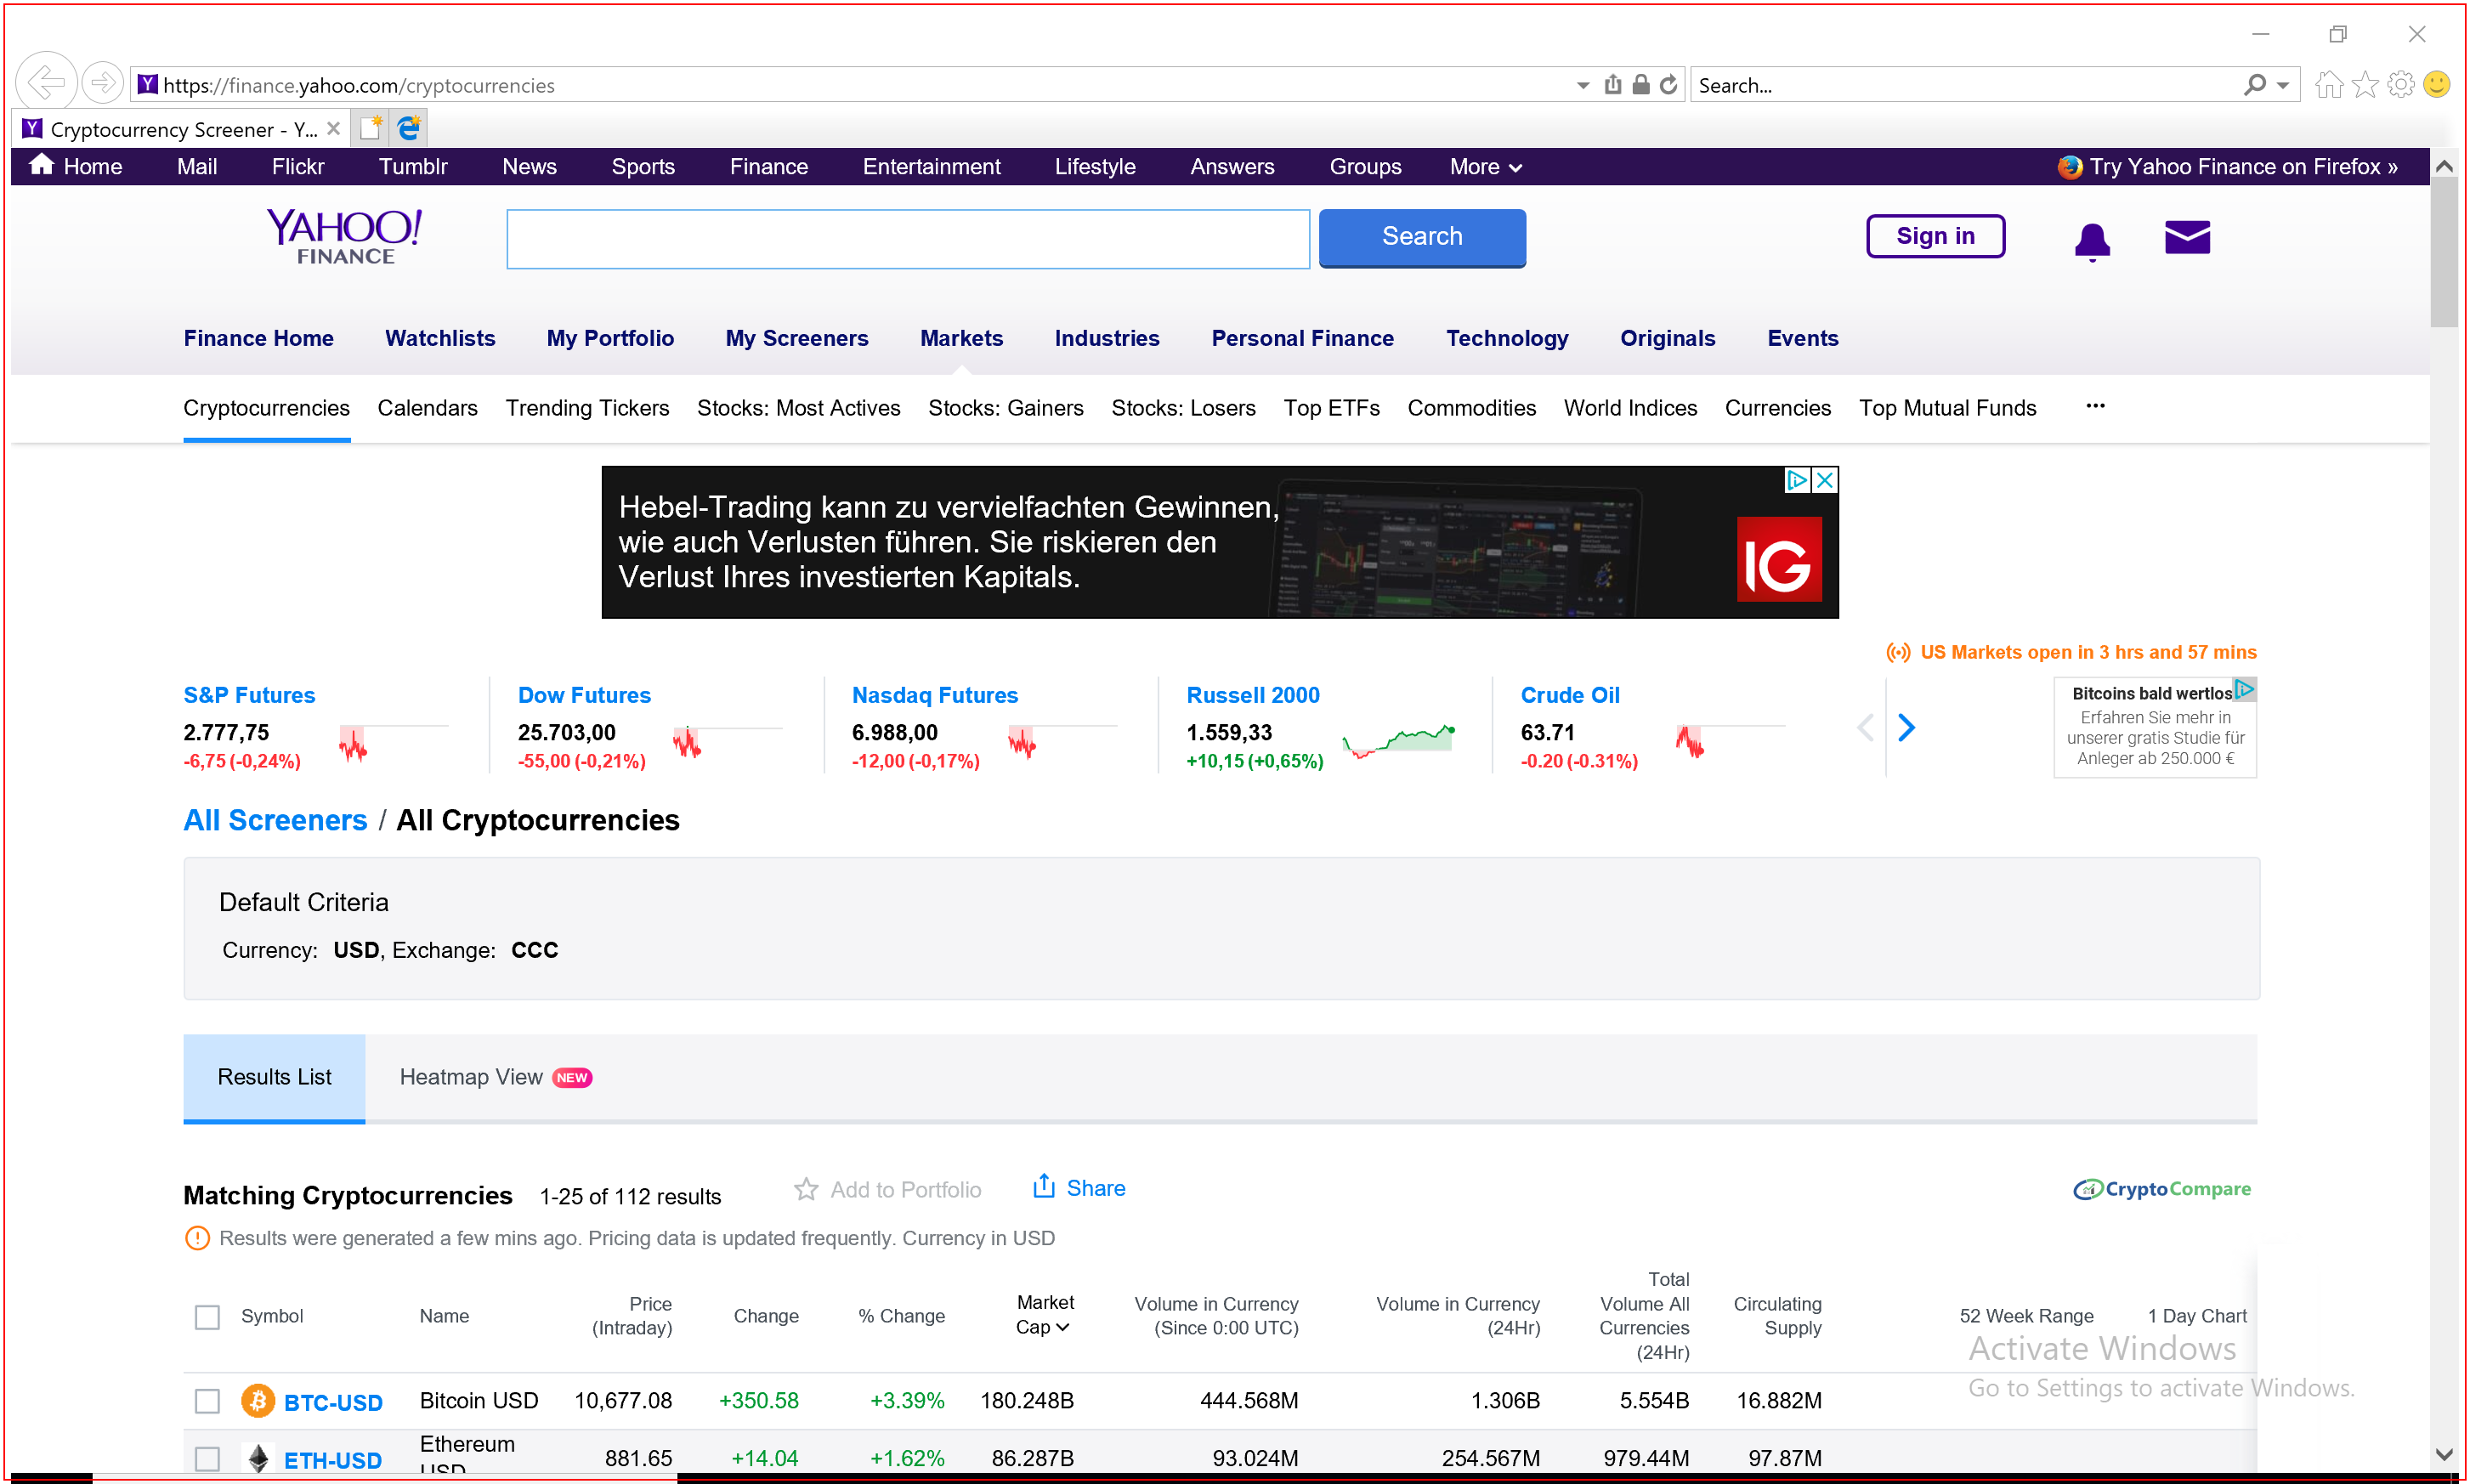 https://finance.yahoo.com/cryptocurrencies
Search...
Cryptocurrency Screener - Y...
Home Mail Flickr Tumblr News Sports Finance Entertainment Lifestyle Answers Groups More Try Yahoo Finance on Firefox »
YAHOO!
FINANCE
Search
Sign in
Finance Home Watchlists My Portfolio My Screeners Markets Industries Personal Finance Technology Originals Events
Cryptocurrencies Calendars Trending Tickers Stocks: Most Actives Stocks: Gainers Stocks: Losers Top ETFs Commodities World Indices Currencies Top Mutual Funds ...
Hebel-Trading kann zu vervielfachten Gewinnen,
wie auch Verlusten führen. Sie riskieren den
Verlust Ihres investierten Kapitals.
IG
US Markets open in 3 hrs and 57 mins
S&P Futures
2.777,75
-6,75 (-0,24%)
Dow Futures
25.703,00
-55,00 (-0,21%)
Nasdaq Futures
6.988,00
-12,00 (-0,17%)
Russell 2000
1.559,33
+10,15 (+0,65%)
Crude Oil
63.71
-0.20 (-0.31%)
Bitcoins bald wertlos
Erfahren Sie mehr in
unserer gratis Studie für
Anleger ab 250.000 €
All Screeners / All Cryptocurrencies
Default Criteria
Currency: USD, Exchange: CCC
Results List Heatmap View NEW
Matching Cryptocurrencies 1-25 of 112 results Add to Portfolio Share CryptoCompare
Results were generated a few mins ago. Pricing data is updated frequently. Currency in USD
Symbol
Name
Price
(Intraday)
Change
% Change
Market
Cap
Volume in Currency
(Since 0:00 UTC)
Volume in Currency
(24Hr)
Total
Volume All
Currencies
(24Hr)
Circulating
Supply
52 Week Range
1 Day Chart
Activate Windows
Go to Settings to activate Windows.
BTC-USD Bitcoin USD 10,677.08 +350.58 +3.39% 180.248B 444.568M 1.306B 5.554B 16.882M
ETH-USD Ethereum USD 881.65 +14.04 +1.62% 86.287B 93.024M 254.567M 979.44M 97.87M